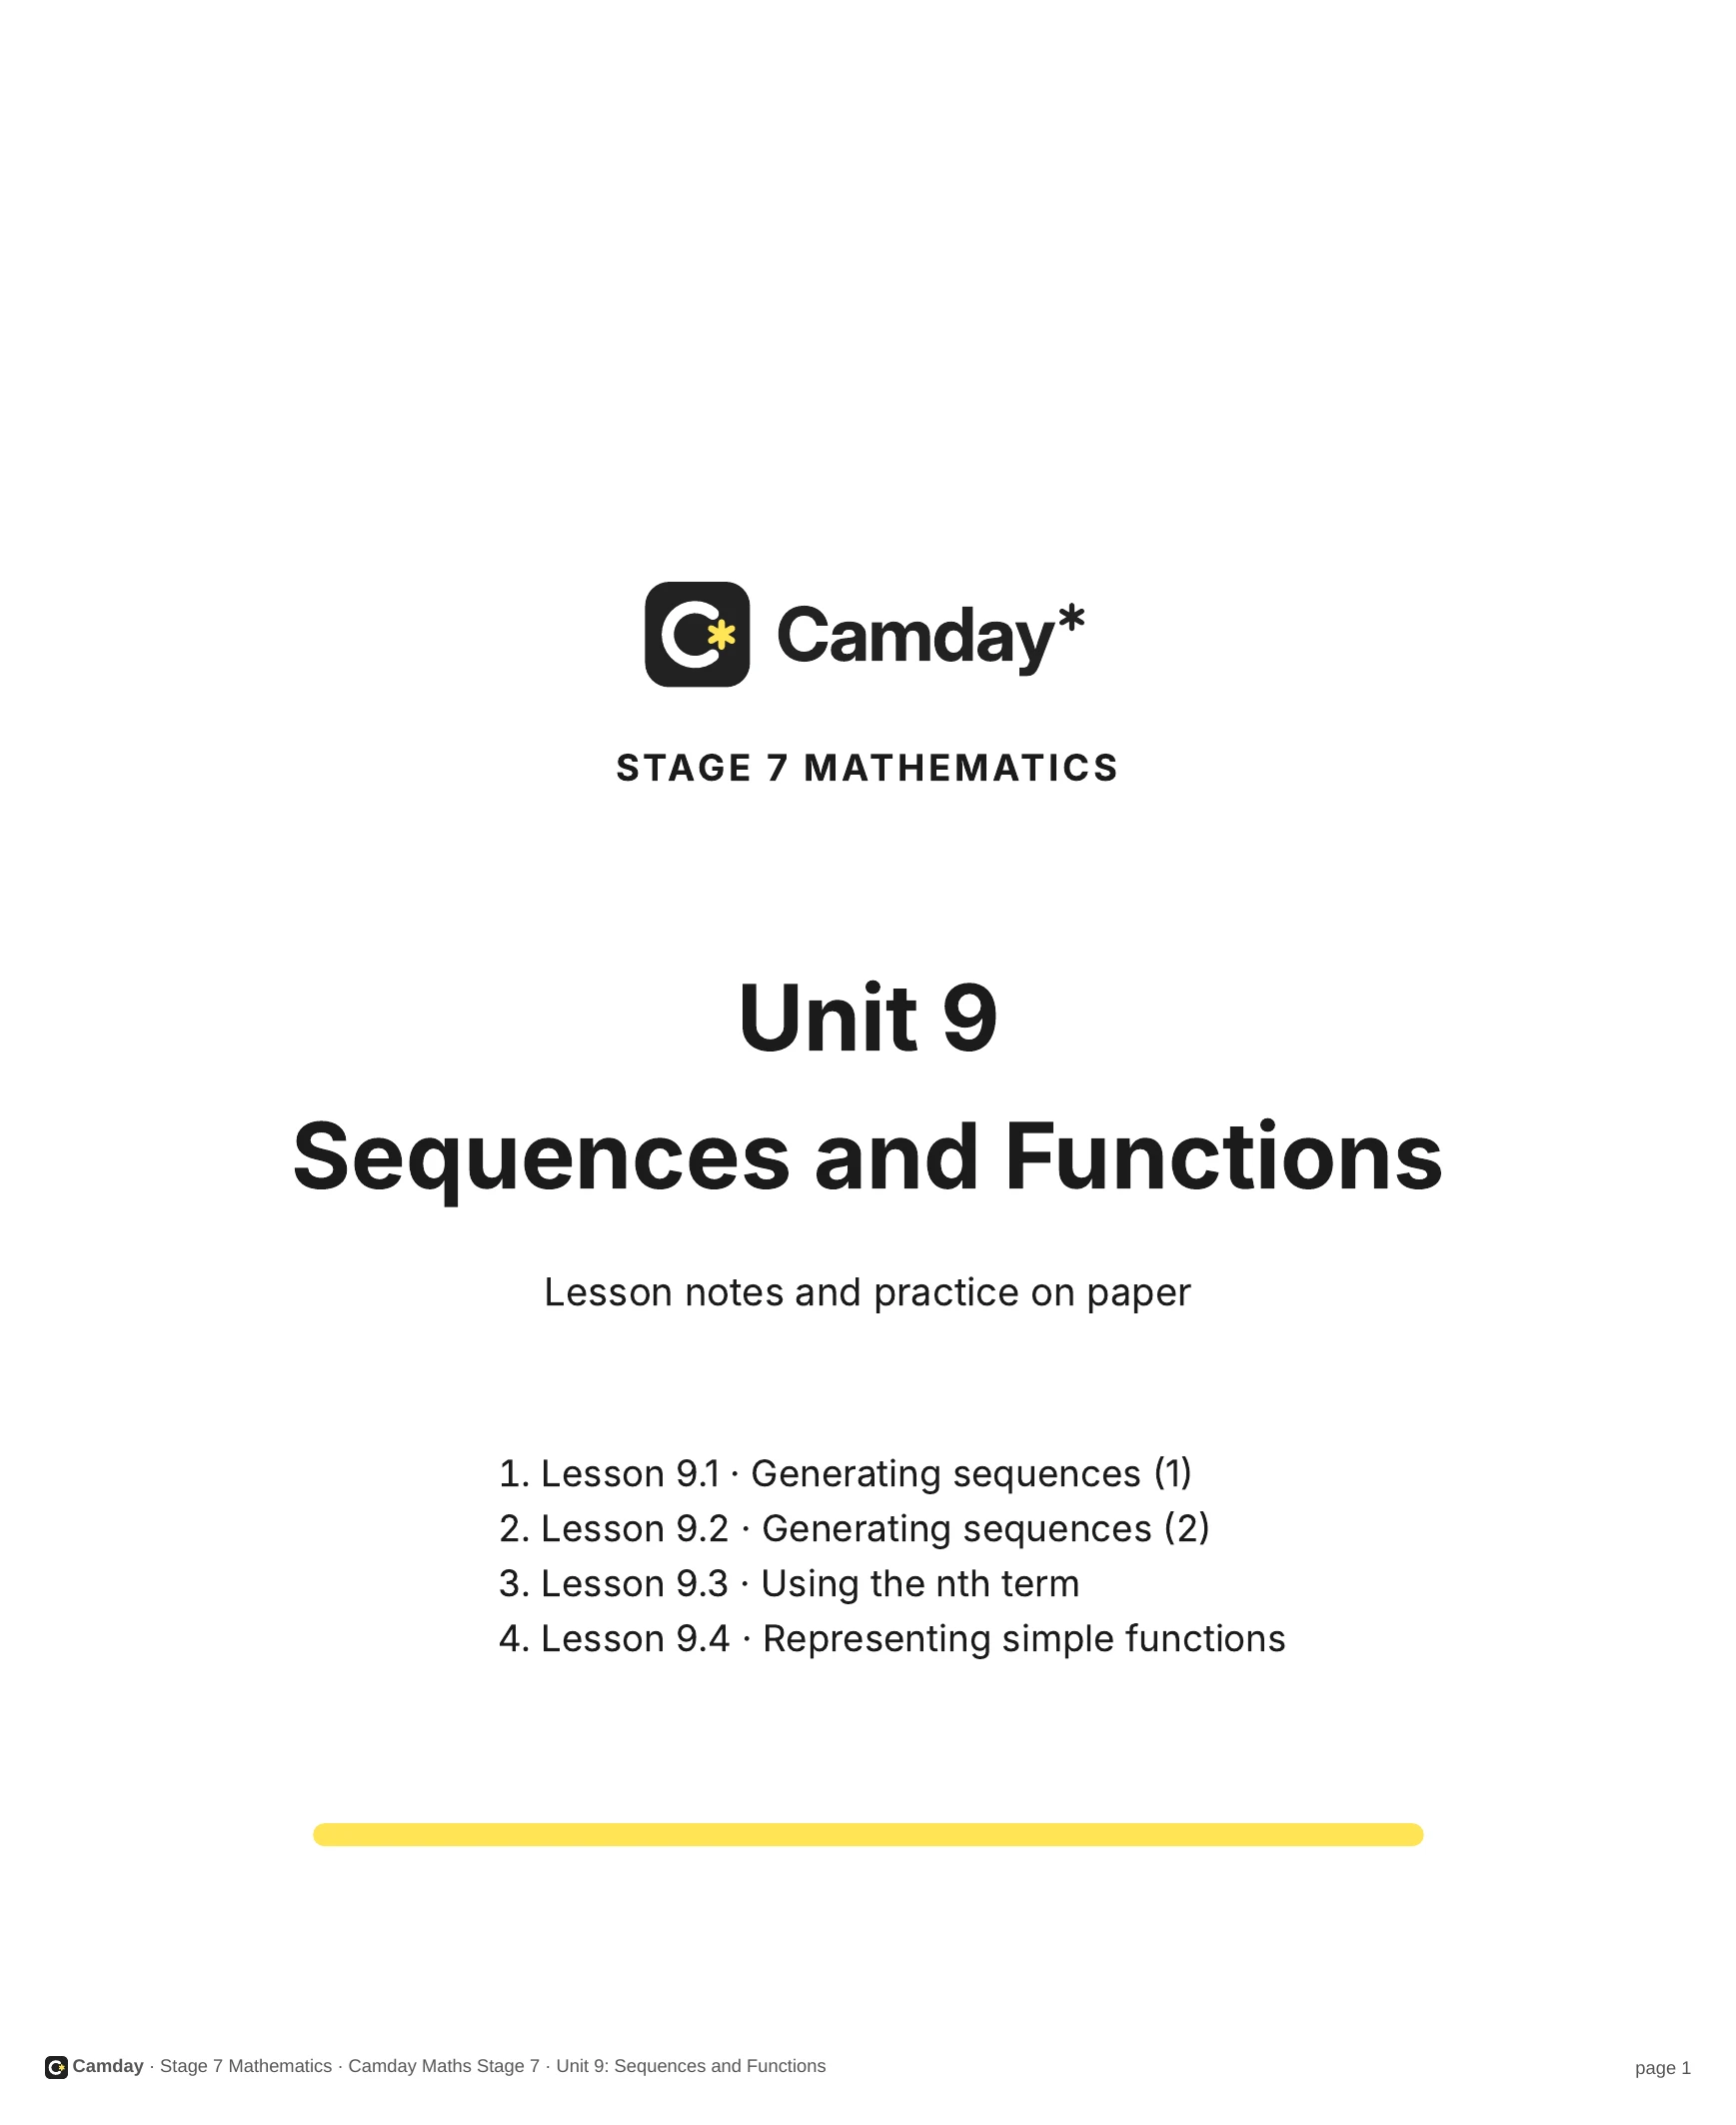 Camday*
STAGE 7 MATHEMATICS
Unit 9
Sequences and Functions
Lesson notes and practice on paper
1. Lesson 9.1 · Generating sequences (1)
2. Lesson 9.2 · Generating sequences (2)
3. Lesson 9.3 · Using the nth term
4. Lesson 9.4 · Representing simple functions
Camday · Stage 7 Mathematics · Camday Maths Stage 7 · Unit 9: Sequences and Functions
page 1